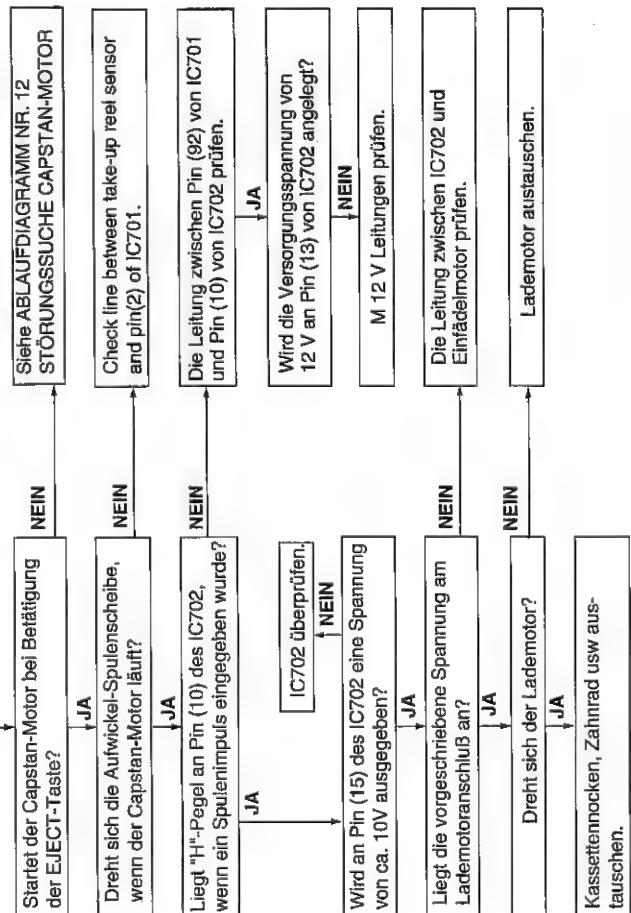 Startet der Capstan-Motor bei Betätigung
der EJECT-Taste?
NEIN
Siehe ABLAUFDIAGRAMM NR. 12
STÖRUNGSSUCHE CAPSTAN-MOTOR
JA
Dreht sich die Aufwickel-Spulenscheibe,
wenn der Capstan-Motor läuft?
NEIN
Check line between take-up reel sensor
and pin(2) of IC701.
JA
Liegt "H"-Pegel an Pin (10) des IC702,
wenn ein Spulenimpuls eingegeben wurde?
NEIN
Die Leitung zwischen Pin (92) von IC701
und Pin (10) von IC702 prüfen.
JA
Wird die Versorgungsspannung von
12 V an Pin (13) von IC702 angelegt?
NEIN
M 12 V Leitungen prüfen.
JA
IC702 überprüfen.
NEIN
Wird an Pin (15) des IC702 eine Spannung
von ca. 10V ausgegeben?
JA
Liegt die vorgeschriebene Spannung am
Lademotoranschluß an?
NEIN
Die Leitung zwischen IC702 und
Einfädelmotor prüfen.
JA
Dreht sich der Lademotor?
NEIN
Lademotor austauschen.
JA
Kassettennocken, Zahnrad usw aus-
tauschen.